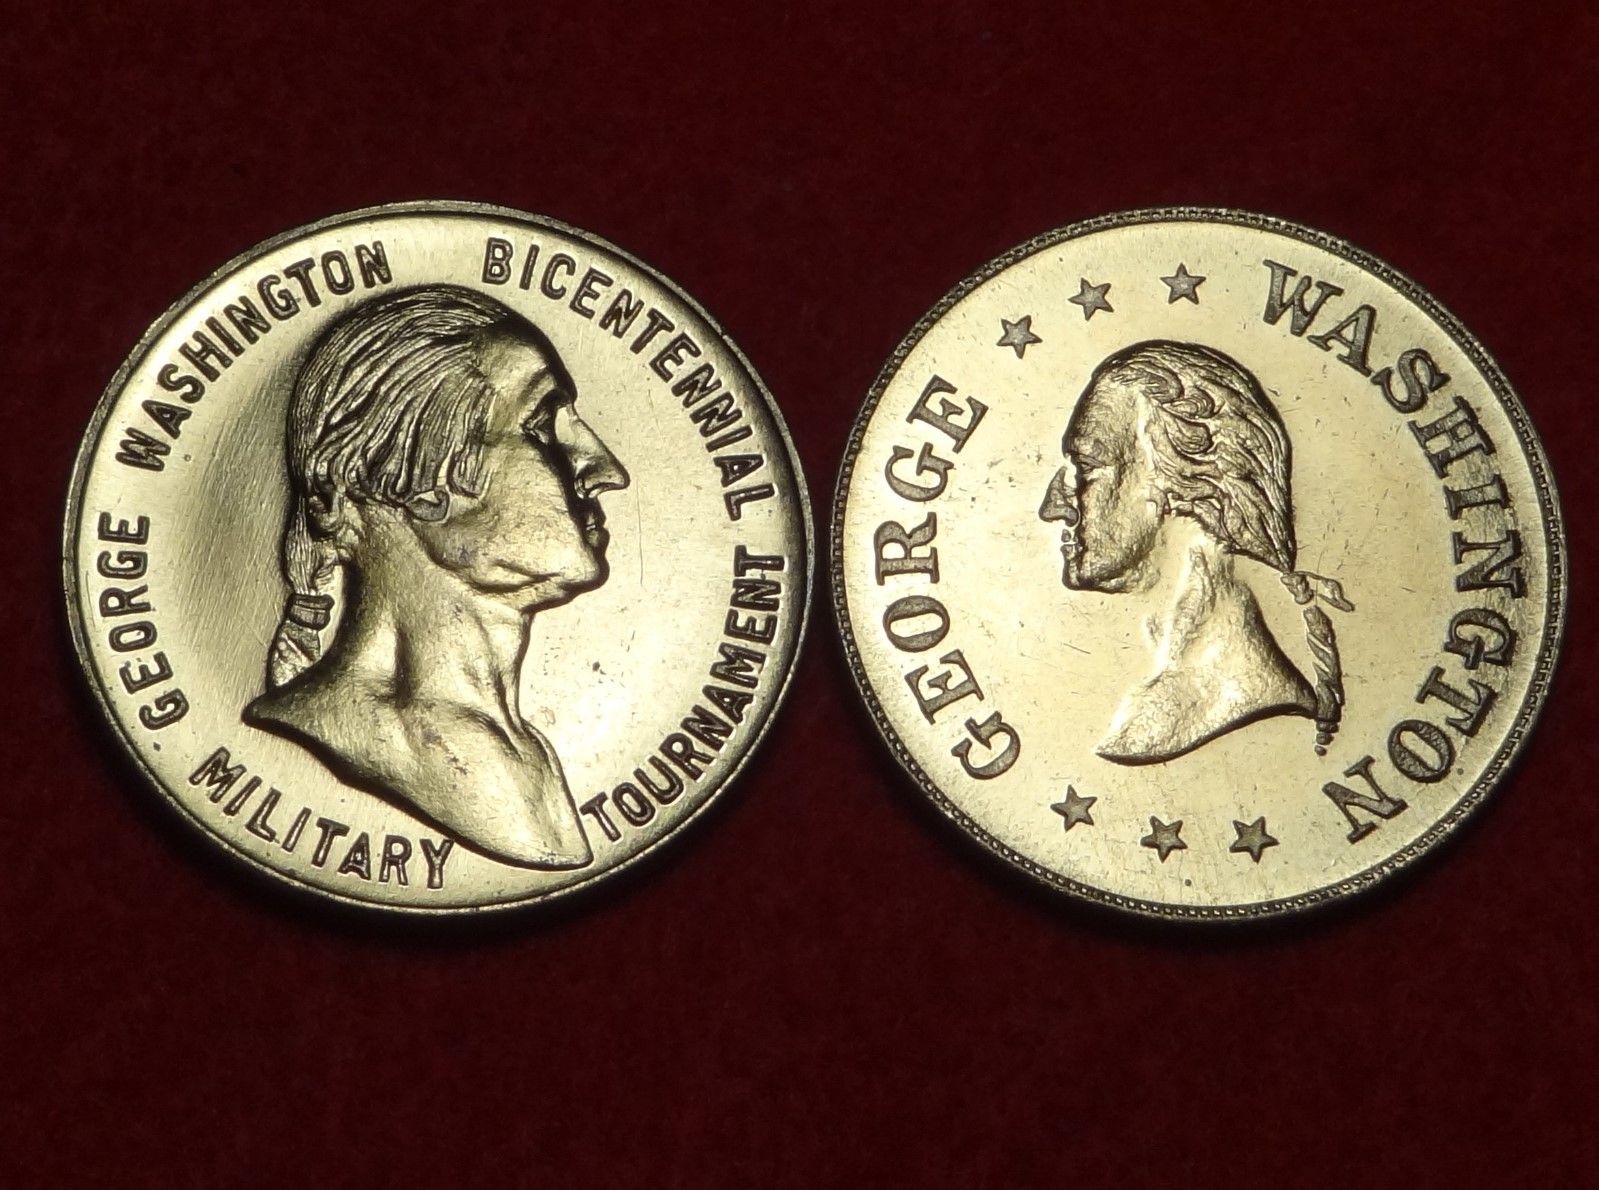 GEORGE WASHINGTON BICENTENNIAL
MILITARY TOURNAMENT
GEORGE WASHINGTON